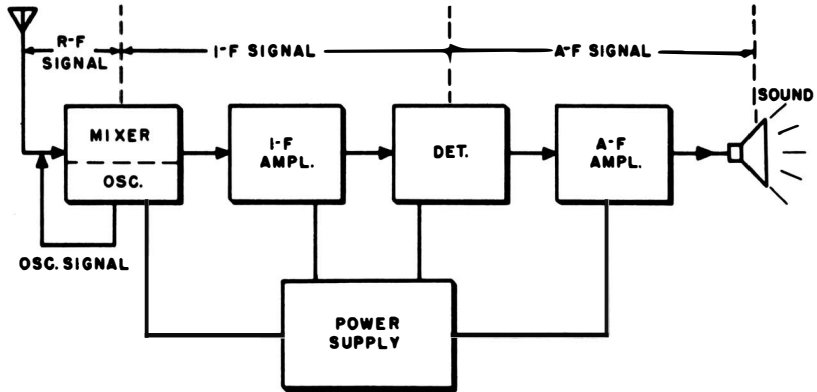 R-F
SIGNAL
I-F SIGNAL
A-F SIGNAL
SOUND
MIXER
OSC.
I-F
AMPL.
DET.
A-F
AMPL.
OSC. SIGNAL
POWER
SUPPLY